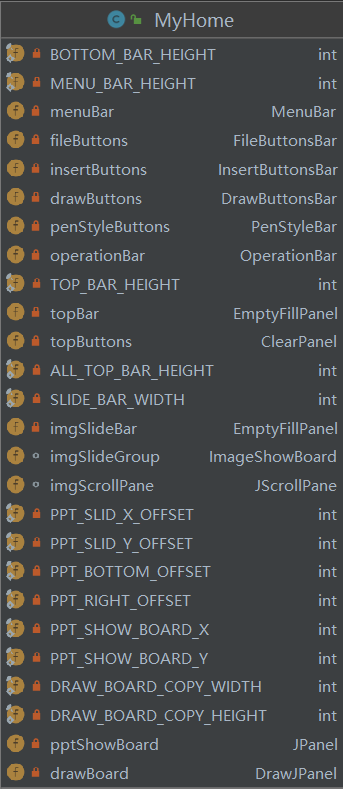 MyHome
BOTTOM_BAR_HEIGHT int
MENU_BAR_HEIGHT int
menuBar MenuBar
fileButtons FileButtonsBar
insertButtons InsertButtonsBar
drawButtons DrawButtonsBar
penStyleButtons PenStyleBar
operationBar OperationBar
TOP_BAR_HEIGHT int
topBar EmptyFillPanel
topButtons ClearPanel
ALL_TOP_BAR_HEIGHT int
SLIDE_BAR_WIDTH int
imgSlideBar EmptyFillPanel
imgSlideGroup ImageShowBoard
imgScrollPane JScrollPane
PPT_SLID_X_OFFSET int
PPT_SLID_Y_OFFSET int
PPT_BOTTOM_OFFSET int
PPT_RIGHT_OFFSET int
PPT_SHOW_BOARD_X int
PPT_SHOW_BOARD_Y int
DRAW_BOARD_COPY_WIDTH int
DRAW_BOARD_COPY_HEIGHT int
pptShowBoard JPanel
drawBoard DrawJPanel